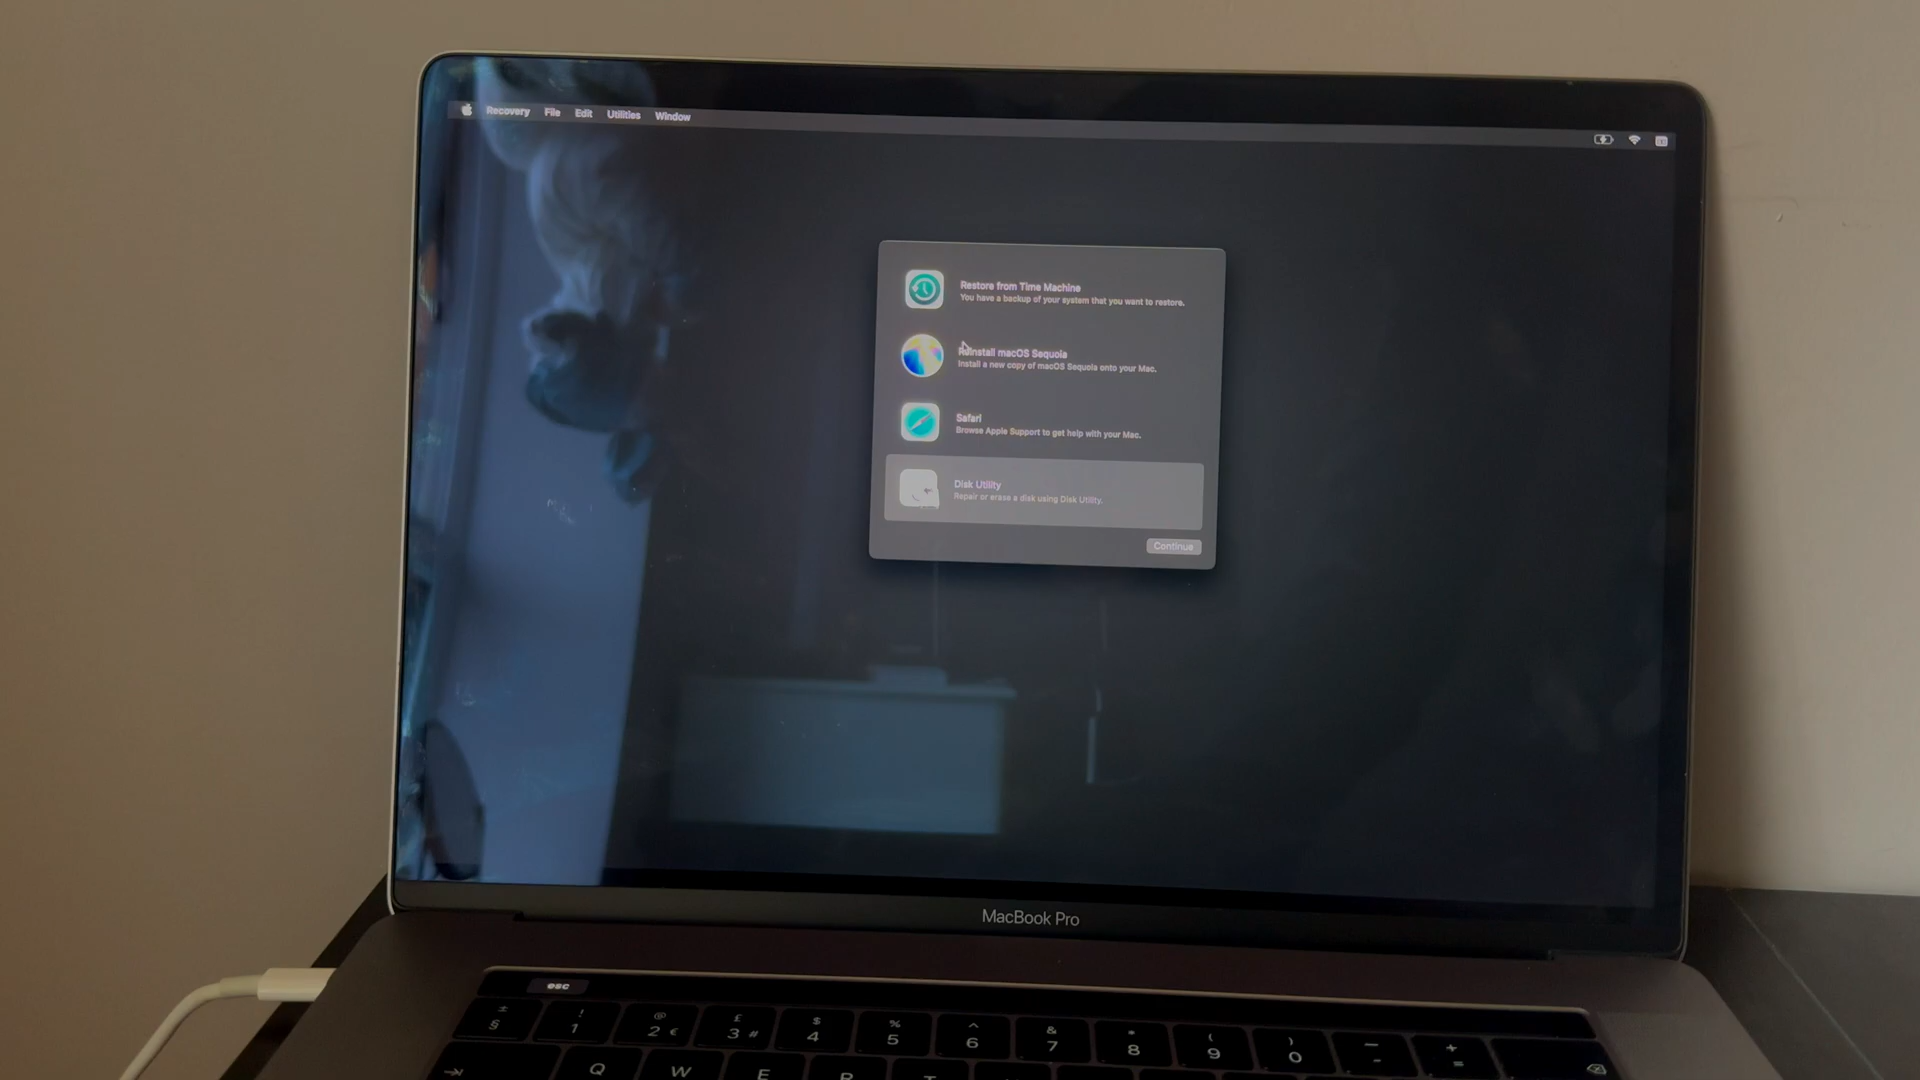 Recovery File Edit Utilities Window
Restore from Time Machine
You have a backup of your system that you want to restore.
Reinstall macOS Sequoia
Install a new copy of macOS Sequoia onto your Mac.
Safari
Browse Apple Support to get help with your Mac.
Disk Utility
Repair or erase a disk using Disk Utility.
Continue
MacBook Pro
esc
± ! @ £ $ % ^ & * ( ) _ +
§ 1 2 € 3 # 4 5 6 7 8 9 0 - =
Q W E R T